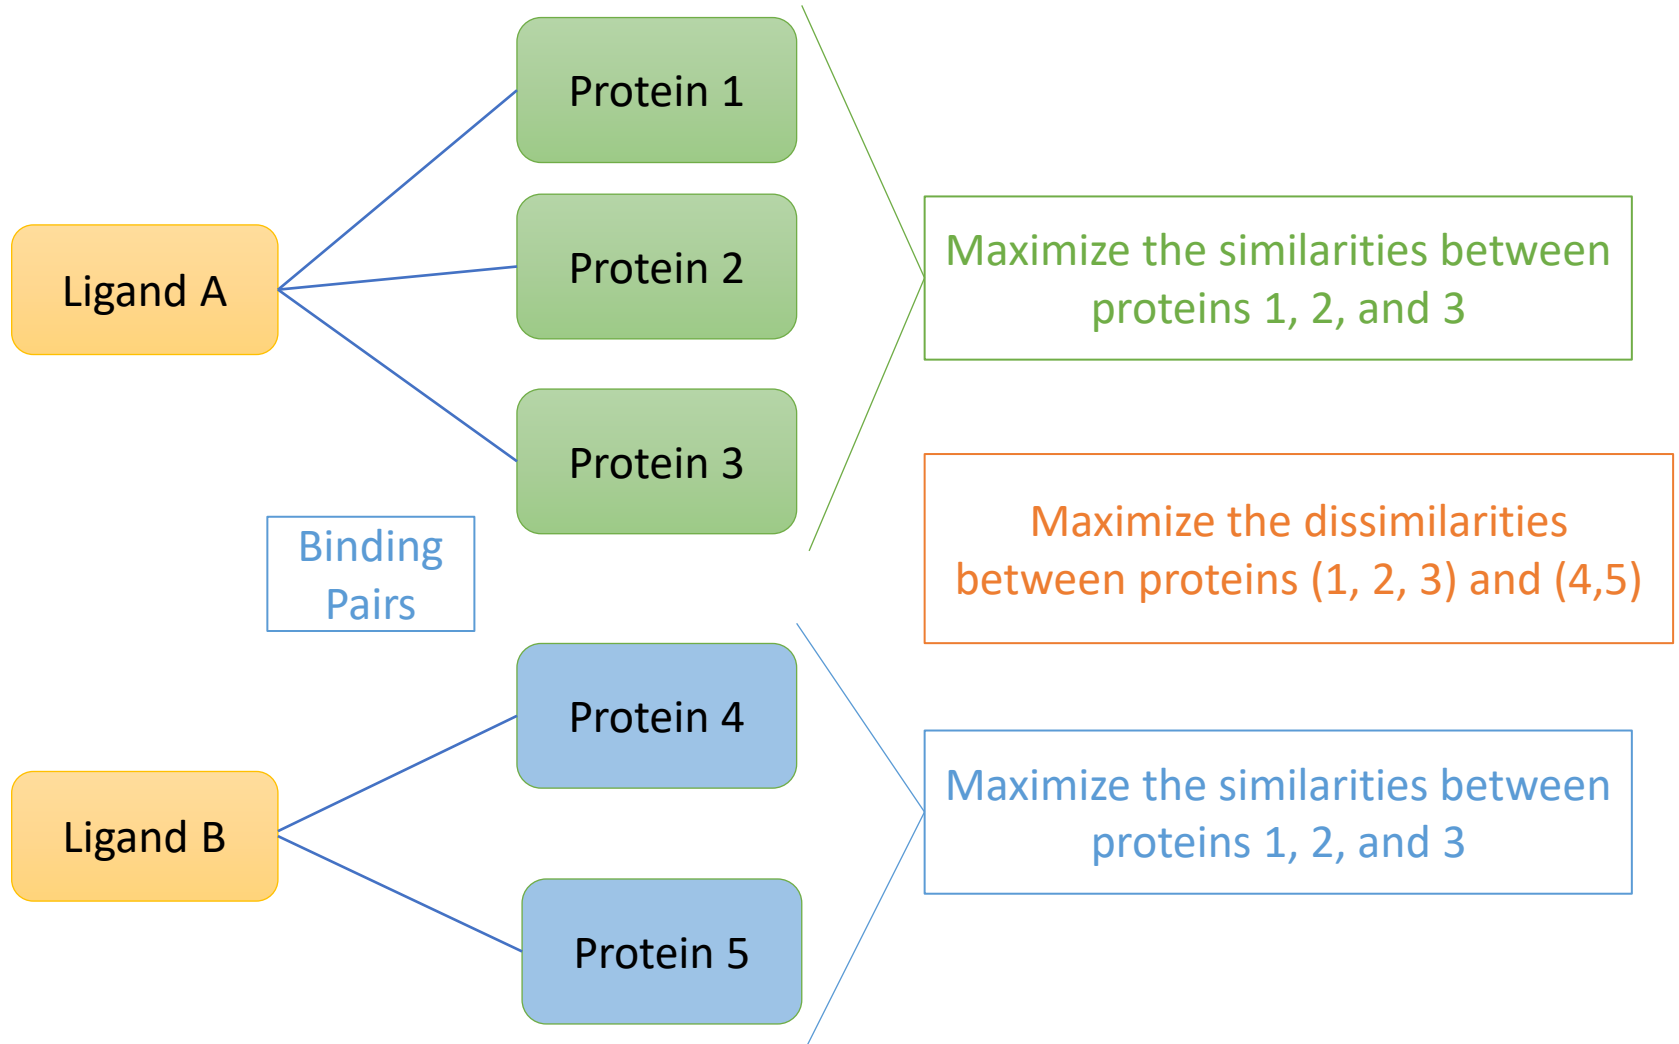 Protein 1
Protein 2
Ligand A
Protein 3
Maximize the similarities between
proteins 1, 2, and 3
Maximize the dissimilarities
between proteins (1, 2, 3) and (4,5)
Binding
Pairs
Protein 4
Ligand B
Protein 5
Maximize the similarities between
proteins 1, 2, and 3